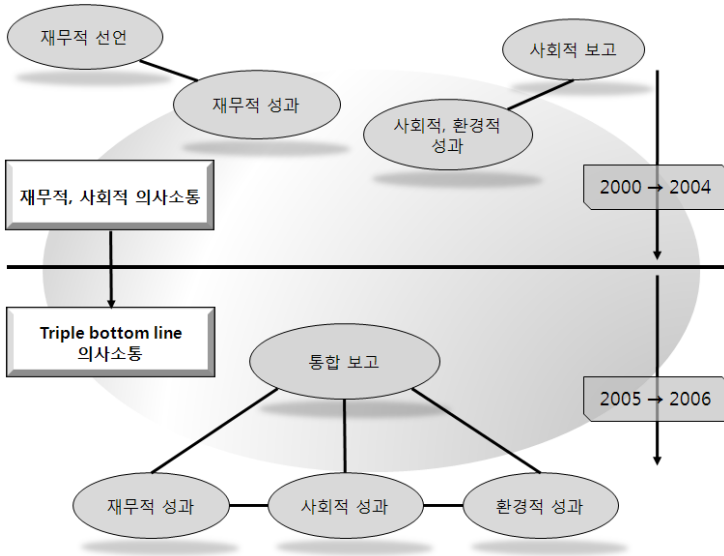 재무적 선언
사회적 보고
재무적 성과
사회적, 환경적
성과
재무적, 사회적 의사소통
2000 → 2004
Triple bottom line
의사소통
통합 보고
2005 → 2006
재무적 성과
사회적 성과
환경적 성과